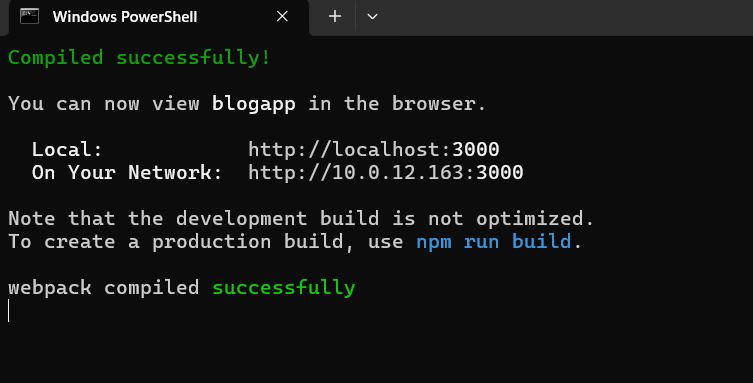 Windows PowerShell
Compiled successfully!
You can now view blogapp in the browser.
Local: http://localhost:3000
On Your Network: http://10.0.12.163:3000
Note that the development build is not optimized.
To create a production build, use npm run build.
webpack compiled successfully